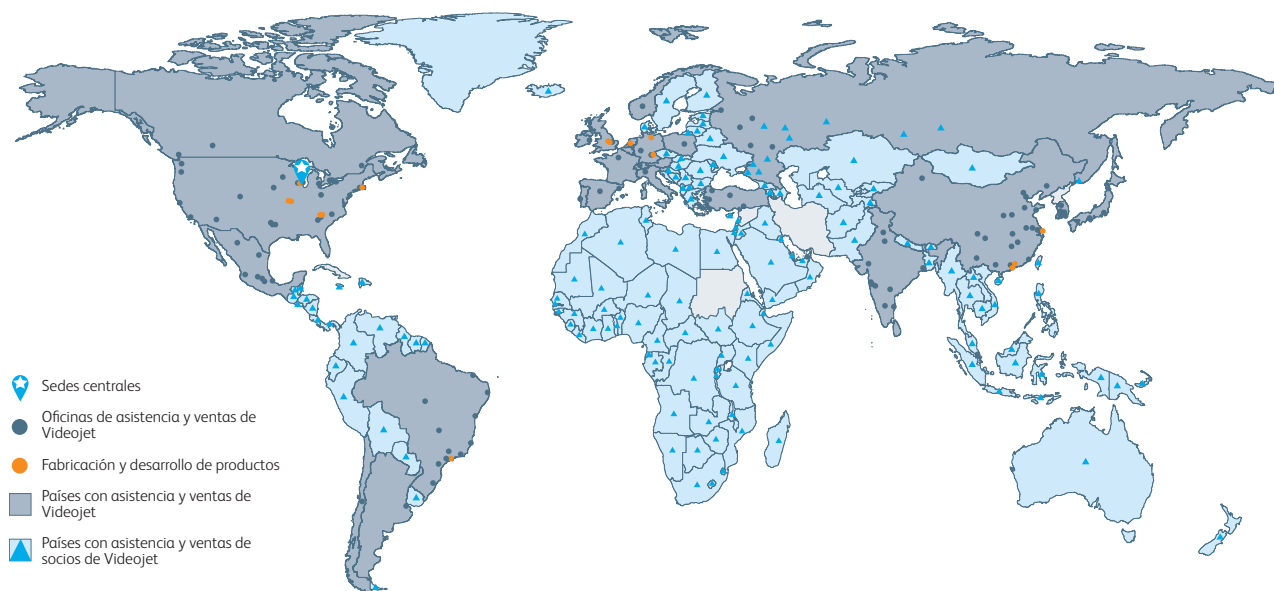 Sedes centrales
Oficinas de asistencia y ventas de
Videojet
Fabricación y desarrollo de productos
Países con asistencia y ventas de
Videojet
Países con asistencia y ventas de
socios de Videojet